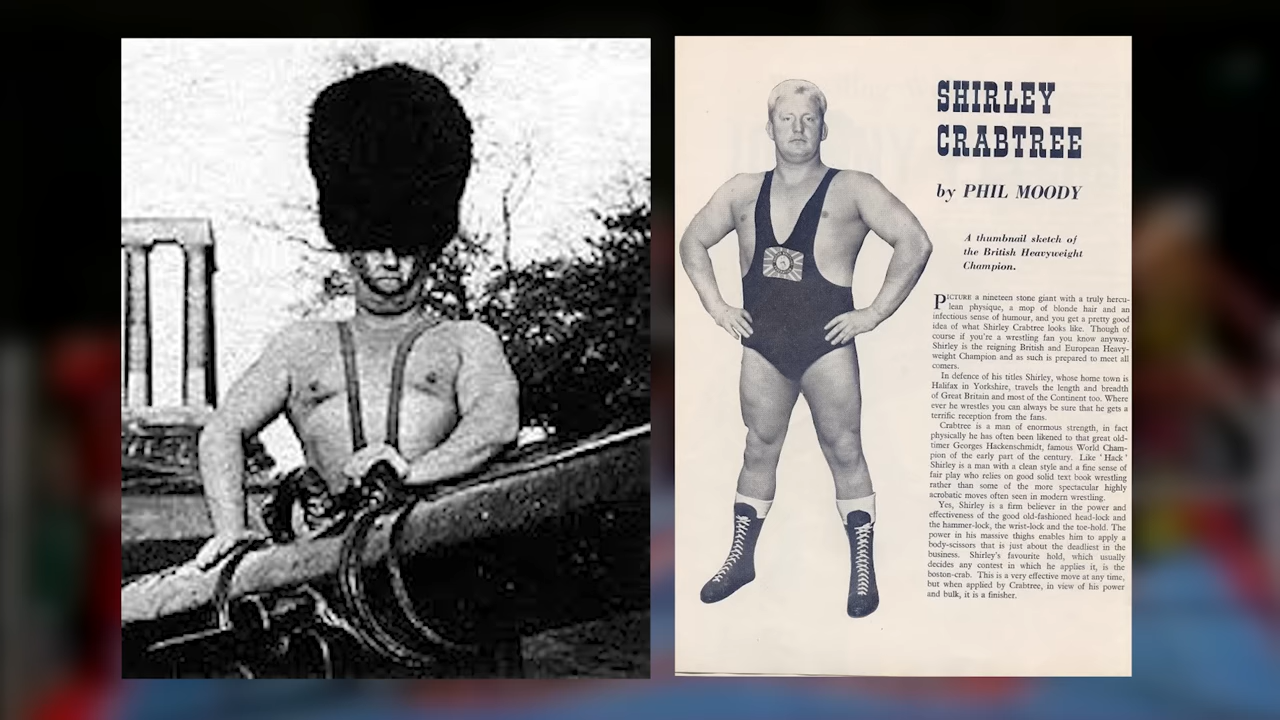 SHIRLEY
CRABTREE
by PHIL MOODY
A thumbnail sketch of
the British Heavyweight
Champion.
PICTURE a nineteen stone giant with a truly hercu-
lean physique, a mop of blonde hair and an
infectious sense of humour, and you get a pretty good
idea of what Shirley Crabtree looks like. Though of
course if you're a wrestling fan you know anyway.
Shirley is the reigning British and European Heavy-
weight Champion and as such is prepared to meet all
comers.
In defence of his titles Shirley, whose home town is
Halifax in Yorkshire, travels the length and breadth
of Great Britain and most of the Continent too. Where
ever he wrestles you can always be sure that he gets a
terrific reception from the fans.
Crabtree is a man of enormous strength, in fact
physically he has often been likened to that great old-
timer Georges Hackenschmidt, famous World Cham-
pion of the early part of the century. Like ' Hack '
Shirley is a man with a clean style and a fine sense of
fair play who relies on good solid text book wrestling
rather than some of the more spectacular highly
acrobatic moves often seen in modern wrestling.
Yes, Shirley is a firm believer in the power and
effectiveness of the good old-fashioned head-lock and
the hammer-lock, the wrist-lock and the toe-hold. The
power in his massive thighs enables him to apply a
body-scissors that is just about the deadliest in the
business. Shirley's favourite hold, which usually
decides any contest in which he applies it, is the
boston-crab. This is a very effective move at any time,
but when applied by Crabtree, in view of his power
and bulk, it is a finisher.